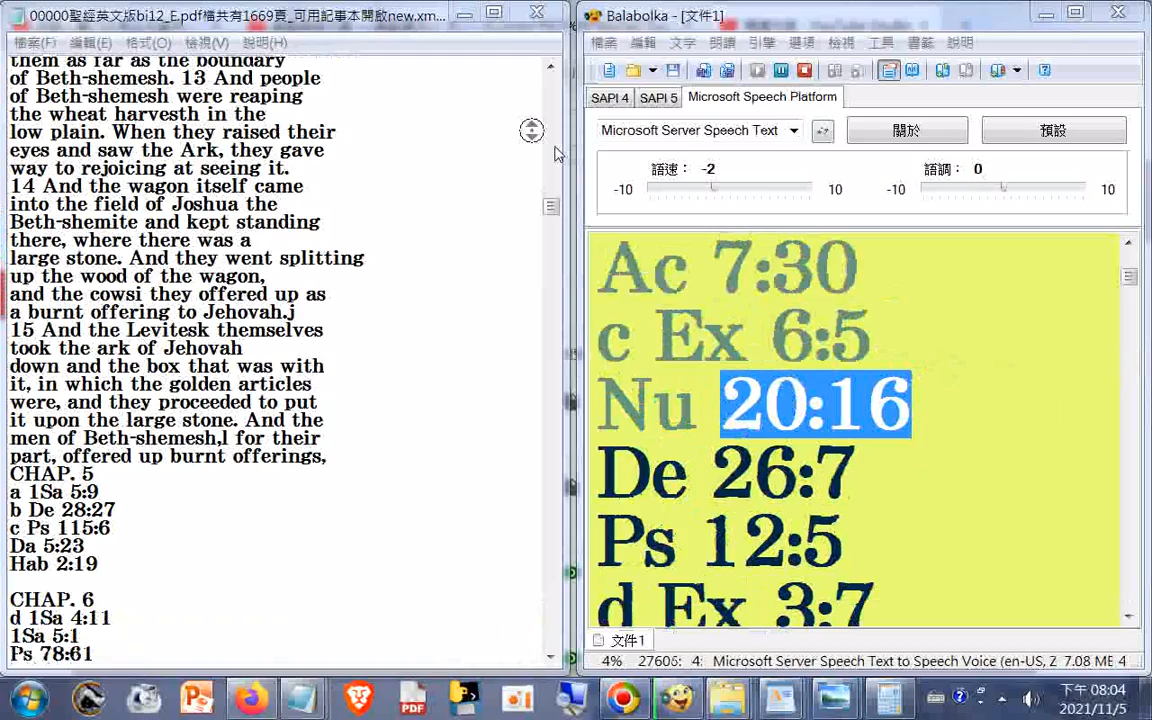 00000聖經英文版bi12_E.pdf檔共有1669頁_可用記事本開啟new.xm...
檔案(F) 編輯(E) 格式(O) 檢視(V) 說明(H)
them as far as the boundary
of Beth-shemesh. 13 And people
of Beth-shemesh were reaping
the wheat harvesth in the
low plain. When they raised their
eyes and saw the Ark, they gave
way to rejoicing at seeing it.
14 And the wagon itself came
into the field of Joshua the
Beth-shemite and kept standing
there, where there was a
large stone. And they went splitting
up the wood of the wagon,
and the cowsi they offered up as
a burnt offering to Jehovah.j
15 And the Levitesk themselves
took the ark of Jehovah
down and the box that was with
it, in which the golden articles
were, and they proceeded to put
it upon the large stone. And the
men of Beth-shemesh,l for their
part, offered up burnt offerings,
CHAP. 5
a 1Sa 5:9
b De 28:27
c Ps 115:6
Da 5:23
Hab 2:19
CHAP. 6
d 1Sa 4:11
1Sa 5:1
Ps 78:61
Balabolka - [文件1]
檔案 編輯 文字 朗讀 引擎 選項 檢視 工具 書籤 說明
SAPI 4 SAPI 5 Microsoft Speech Platform
Microsoft Server Speech Text 關於 預設
語速： -2 語調： 0
-10 10 -10 10
Ac 7:30
c Ex 6:5
Nu 20:16
De 26:7
Ps 12:5
d Ex 3:7
文件1
4% 27605: 4: Microsoft Server Speech Text to Speech Voice (en-US, Z 7.08 ME 4
PDF
下午 08:04
2021/11/5